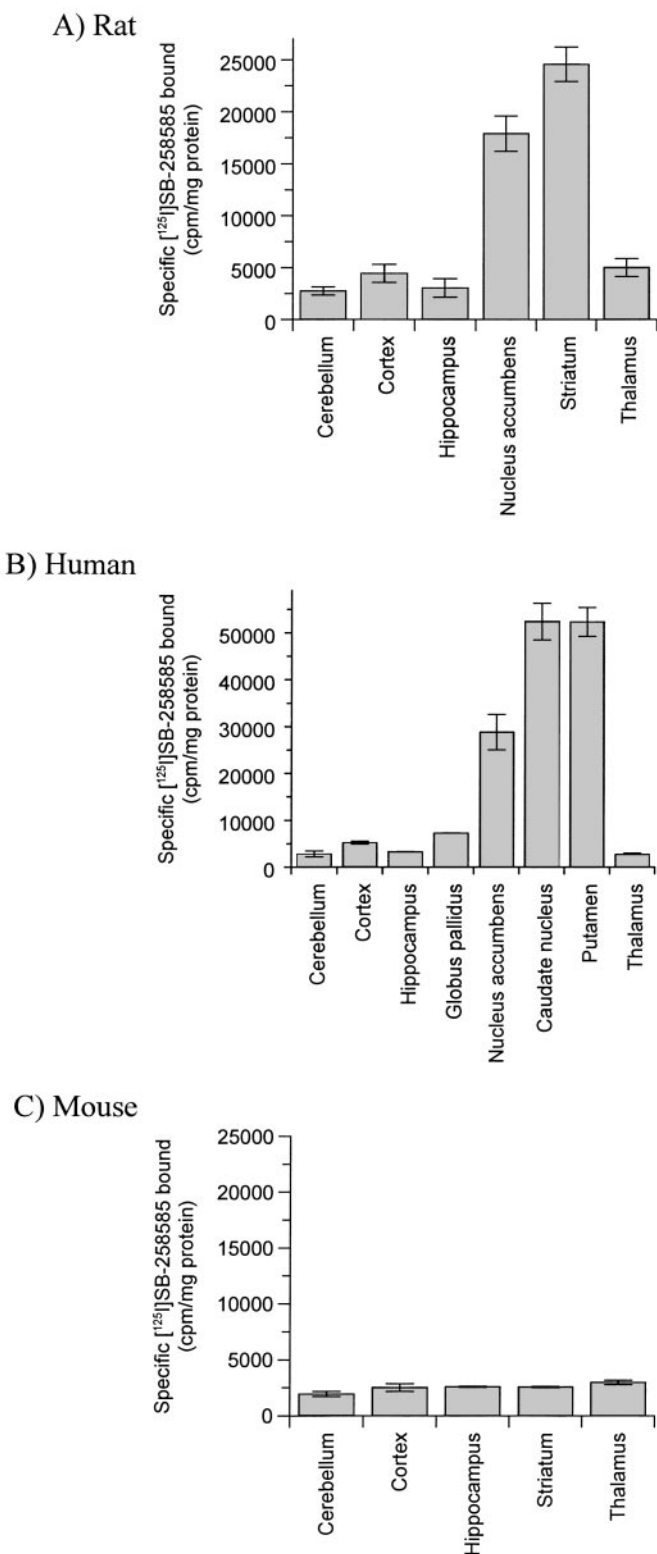 A) Rat
Specific [¹²⁵I]SB-258585 bound
(cpm/mg protein)
25000
20000
15000
10000
5000
0
Cerebellum
Cortex
Hippocampus
Nucleus accumbens
Striatum
Thalamus
B) Human
Specific [¹²⁵I]SB-258585 bound
(cpm/mg protein)
50000
40000
30000
20000
10000
0
Cerebellum
Cortex
Hippocampus
Globus pallidus
Nucleus accumbens
Caudate nucleus
Putamen
Thalamus
C) Mouse
Specific [¹²⁵I]SB-258585 bound
(cpm/mg protein)
25000
20000
15000
10000
5000
0
Cerebellum
Cortex
Hippocampus
Striatum
Thalamus